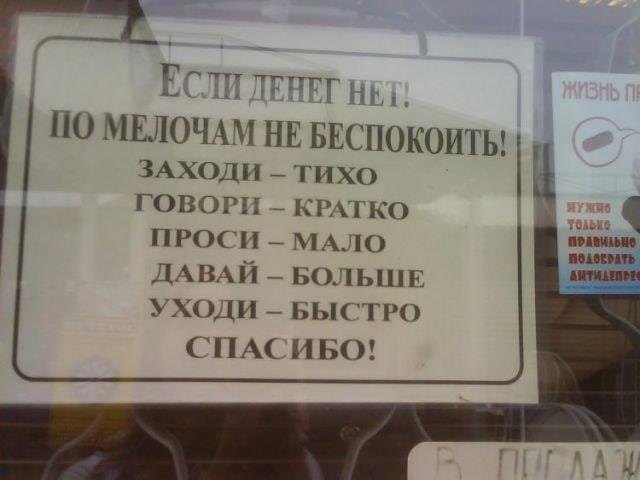 ЕСЛИ ДЕНЕГ НЕТ!
ПО МЕЛОЧАМ НЕ БЕСПОКОИТЬ!
ЗАХОДИ – ТИХО
ГОВОРИ – КРАТКО
ПРОСИ – МАЛО
ДАВАЙ – БОЛЬШЕ
УХОДИ – БЫСТРО
СПАСИБО!
ЖИЗНЬ
НУЖНО
ТОЛЬКО
ПРАВИЛЬНО
ПОДОБРАТЬ
В